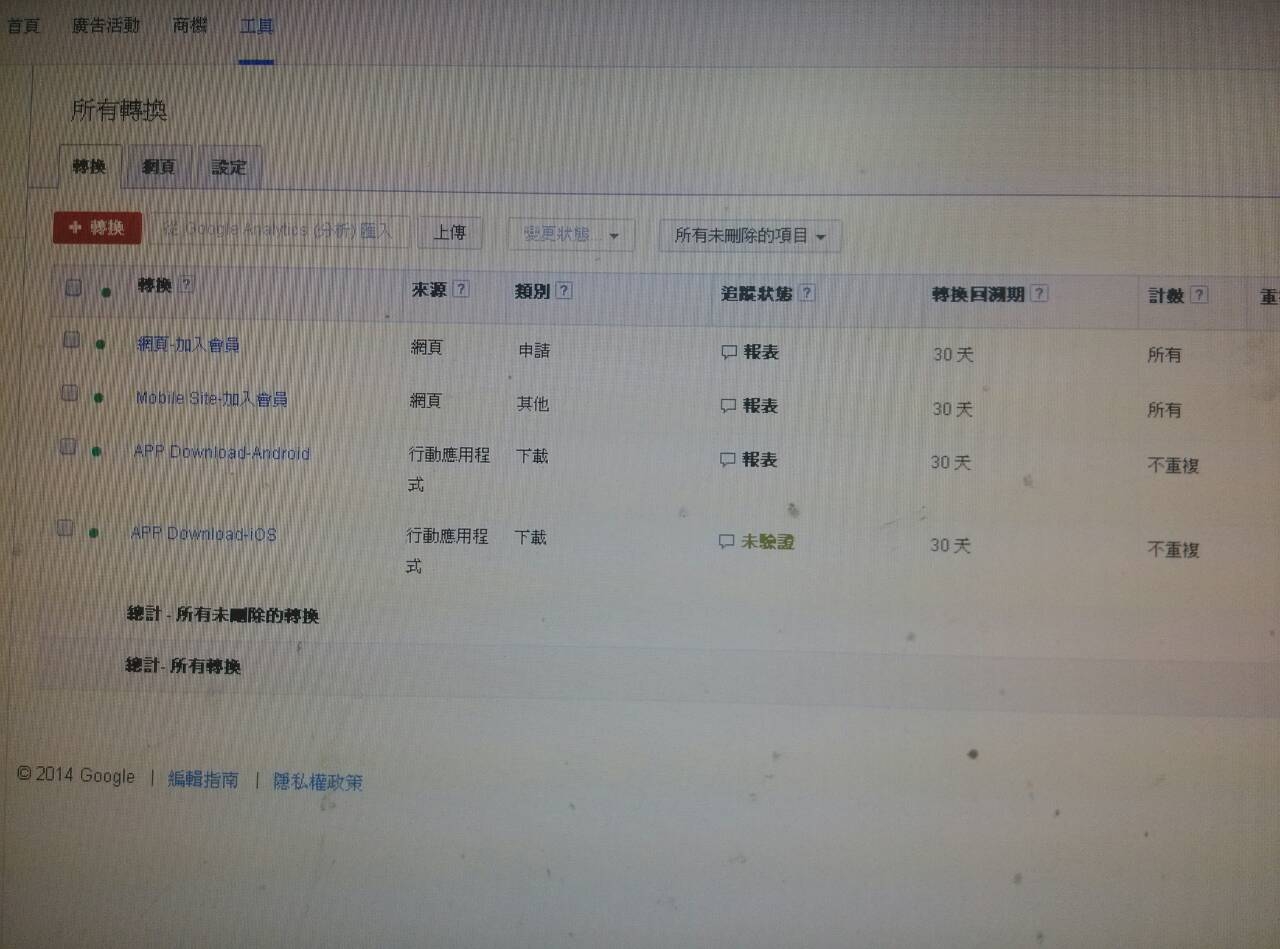 首頁 廣告活動 商機 工具
所有轉換
轉換 網頁 設定
+ 轉換 從 Google Analytics (分析) 匯入 上傳 變更狀態... 所有未刪除的項目
轉換 ? 來源 ? 類別 ? 追蹤狀態 ? 轉換回溯期 ? 計數 ? 重
網頁-加入會員 網頁 申請 報表 30 天 所有
Mobile Site-加入會員 網頁 其他 報表 30 天 所有
APP Download-Android 行動應用程 下載 報表 30 天 不重複
式
APP Download-iOS 行動應用程 下載 未驗證 30 天 不重複
式
總計 - 所有未刪除的轉換
總計- 所有轉換
© 2014 Google | 編輯指南 | 隱私權政策